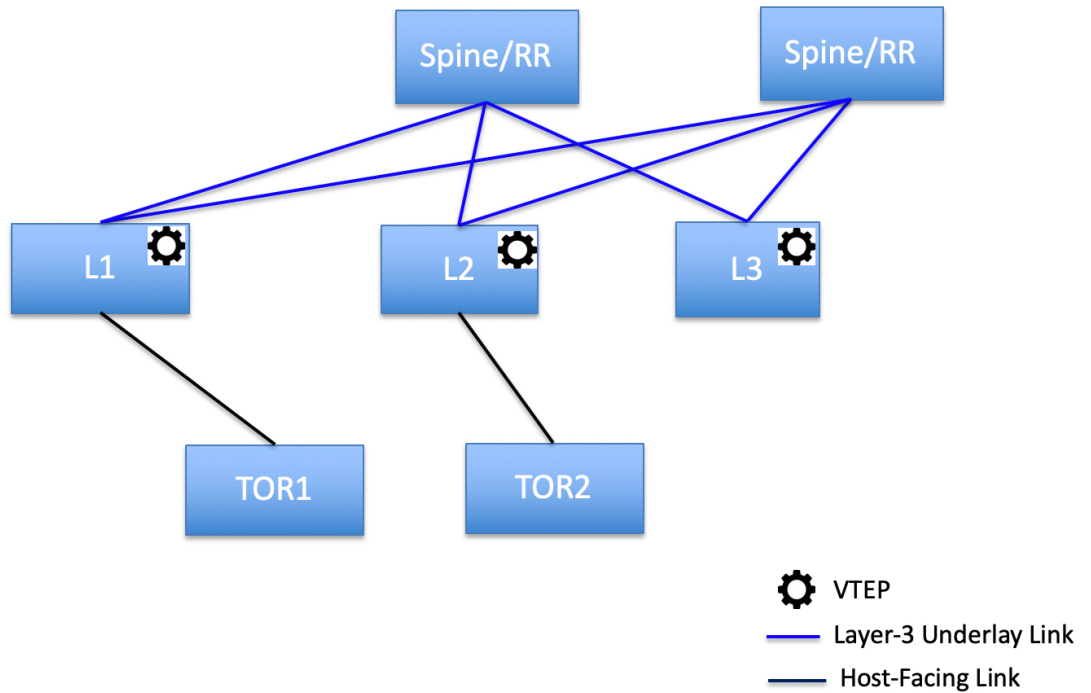 Spine/RR
Spine/RR
L1
L2
L3
TOR1
TOR2
VTEP
Layer-3 Underlay Link
Host-Facing Link